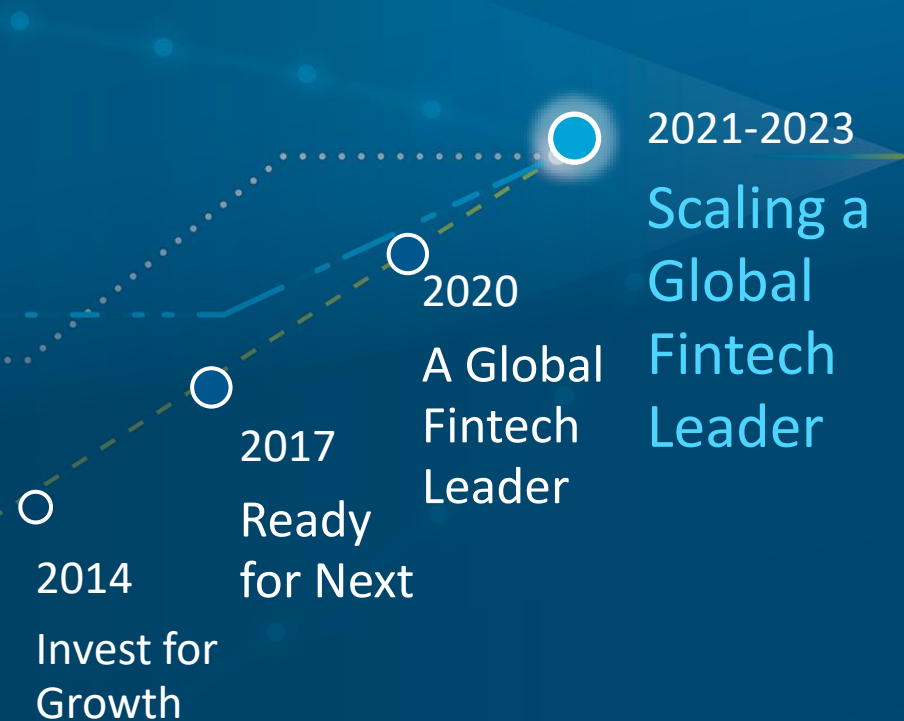 2014
Invest for
Growth
2017
Ready
for Next
2020
A Global
Fintech
Leader
2021-2023
Scaling a
Global
Fintech
Leader